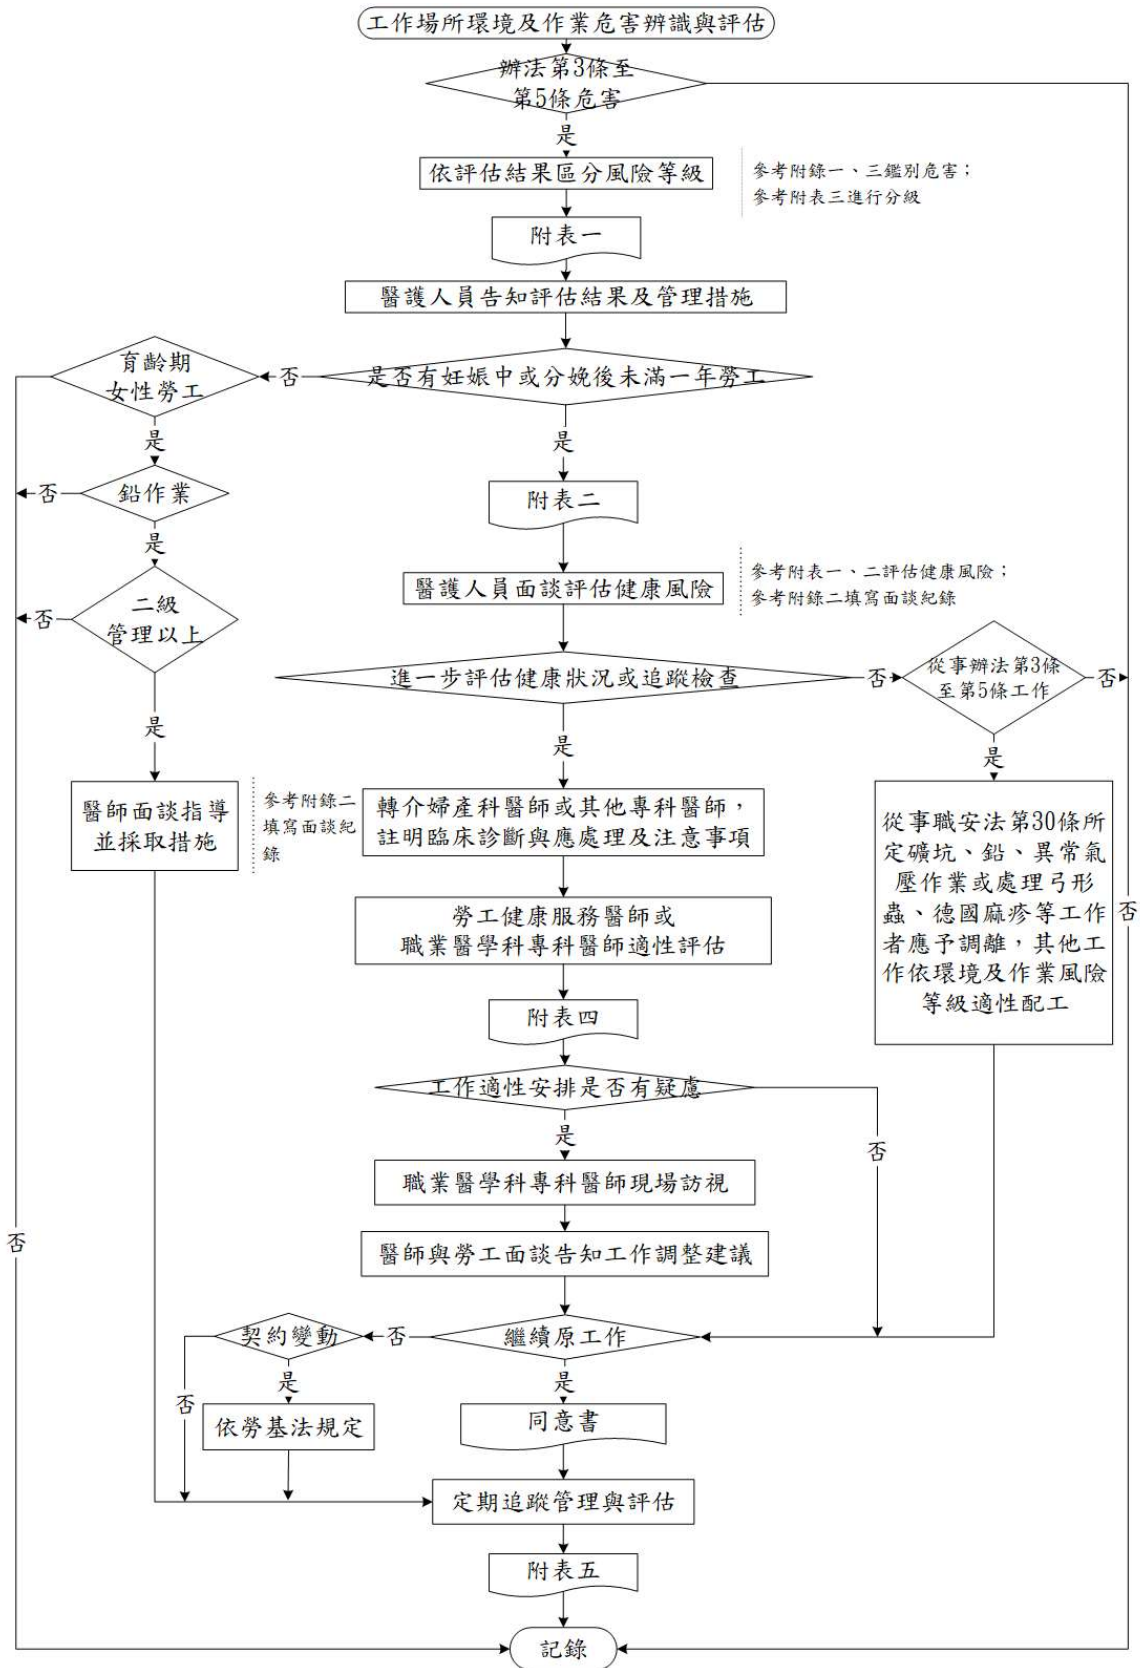 工作場所環境及作業危害辨識與評估
辦法第3條至
第5條危害
是
依評估結果區分風險等級
參考附錄一、三鑑別危害；
參考附表三進行分級
附表一
醫護人員告知評估結果及管理措施
育齡期
女性勞工
否
是否有妊娠中或分娩後未滿一年勞工
是
是
否
鉛作業
附表二
是
醫護人員面談評估健康風險
參考附表一、二評估健康風險；
參考附錄二填寫面談紀錄
否
二級
管理以上
進一步評估健康狀況或追蹤檢查
否
從事辦法第3條
至第5條工作
否
是
是
是
醫師面談指導
並採取措施
參考附錄二
填寫面談紀
錄
轉介婦產科醫師或其他專科醫師，
註明臨床診斷與應處理及注意事項
從事職安法第30條所
定礦坑、鉛、異常氣
壓作業或處理弓形
蟲、德國麻疹等工作
者應予調離，其他工
作依環境及作業風險
等級適性配工
否
勞工健康服務醫師或
職業醫學科專科醫師適性評估
附表四
工作適性安排是否有疑慮
是
否
職業醫學科專科醫師現場訪視
否
醫師與勞工面談告知工作調整建議
契約變動
否
繼續原工作
是
是
否
依勞基法規定
同意書
定期追蹤管理與評估
附表五
記錄